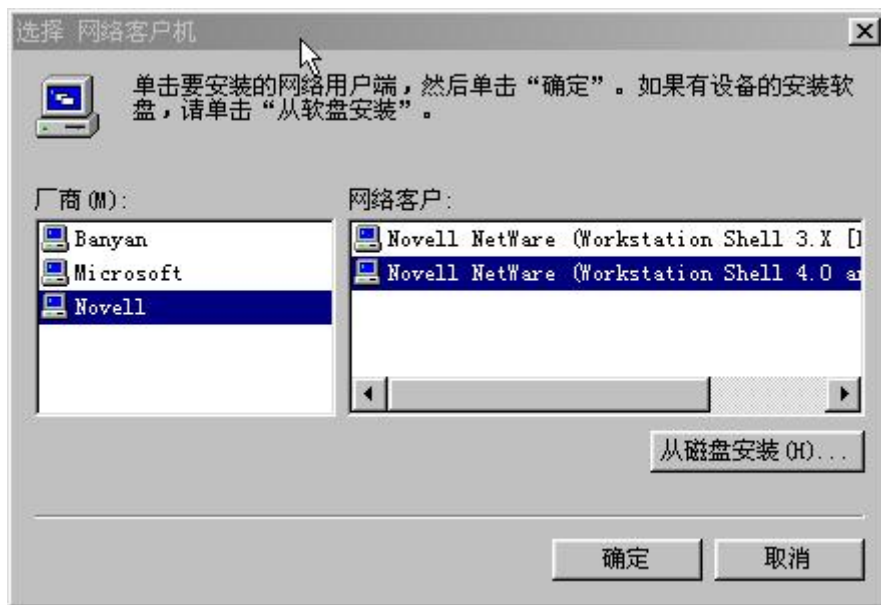 选择 网络客户机
单击要安装的网络用户端，然后单击“确定”。如果有设备的安装软
盘，请单击“从软盘安装”。
厂商(M):
网络客户:
Banyan
Microsoft
Novell
Novell NetWare (Workstation Shell 3.X [
Novell NetWare (Workstation Shell 4.0 a
从磁盘安装(H)...
确定
取消